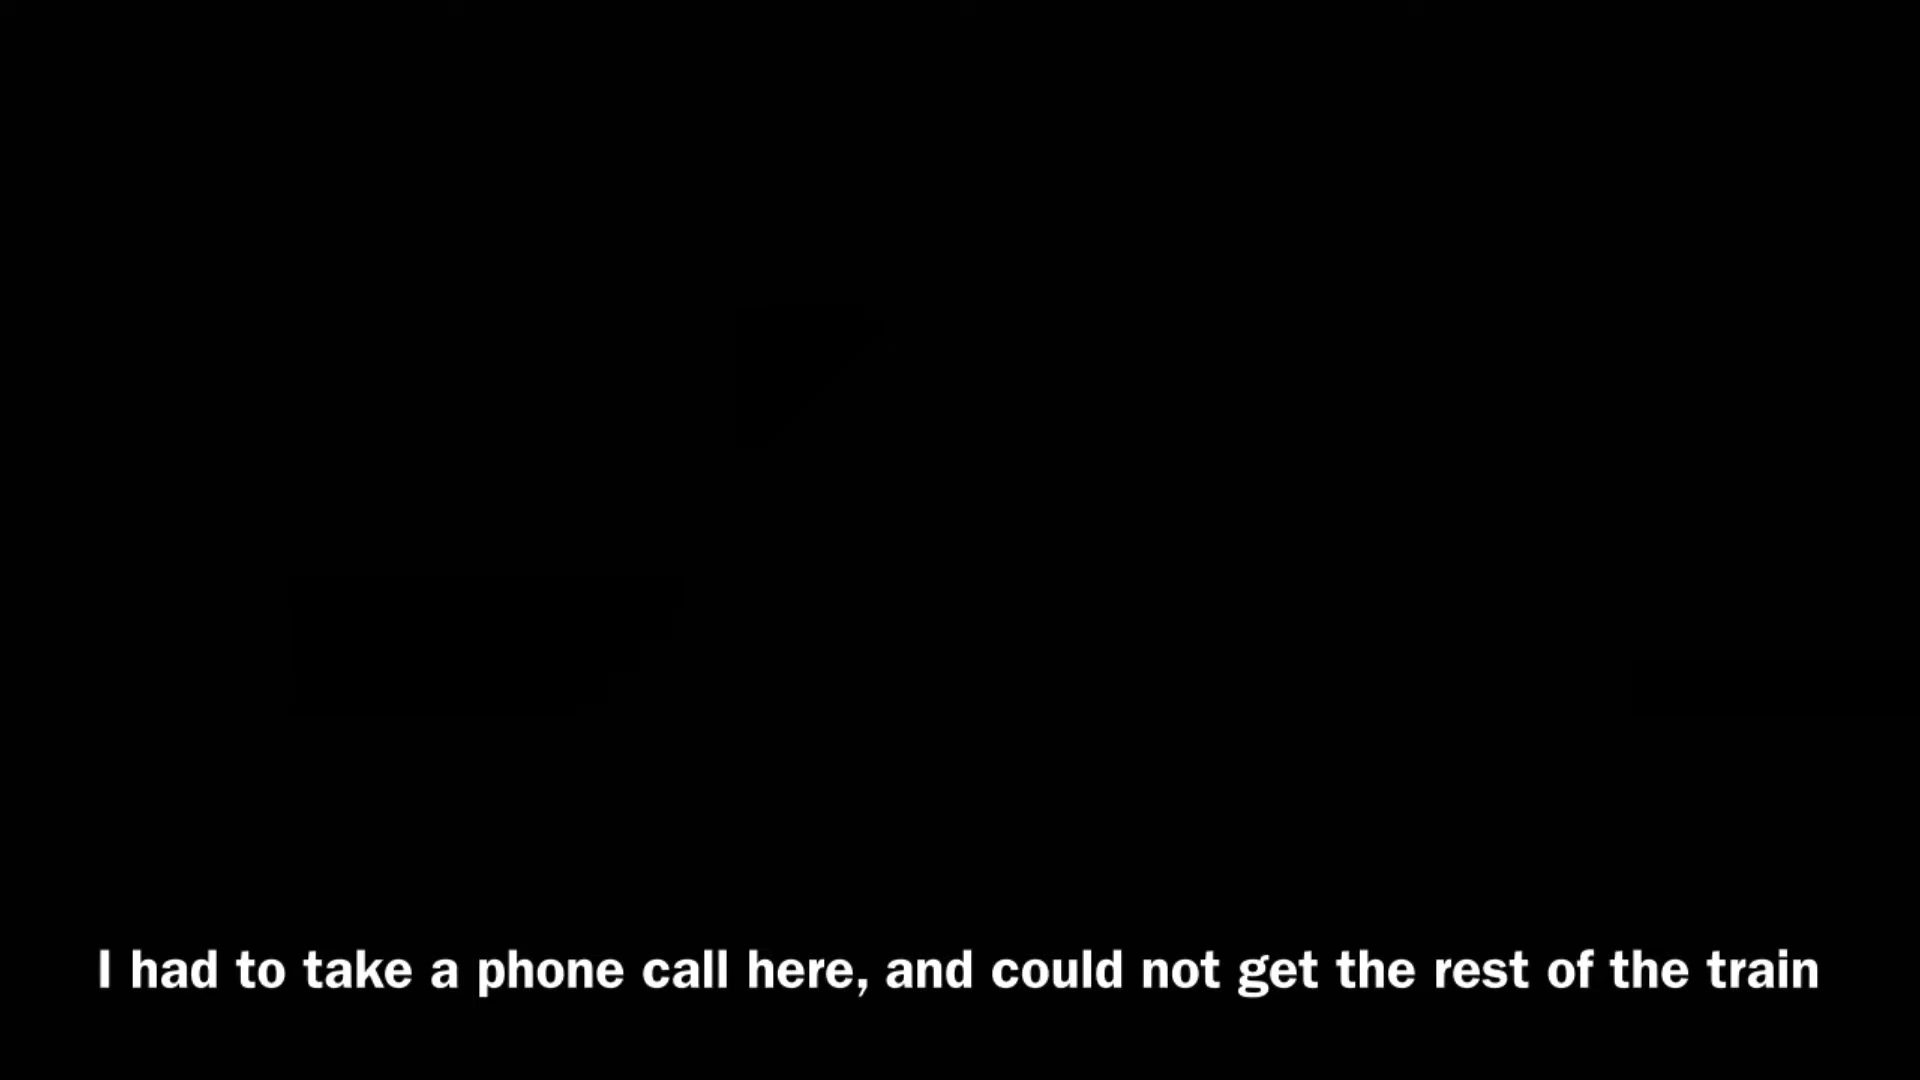 I had to take a phone call here, and could not get the rest of the train